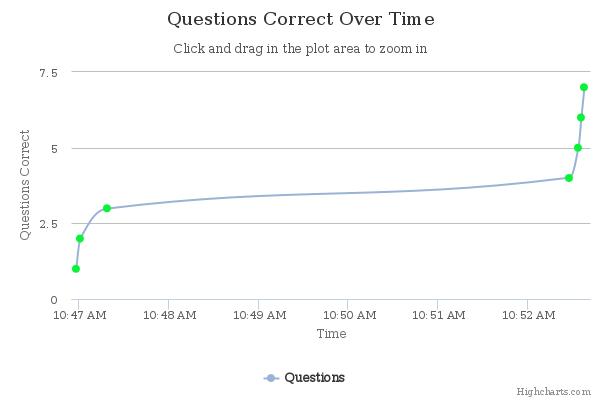 Questions Correct Over Time
Click and drag in the plot area to zoom in
Questions Correct
7.5
5
2.5
0
10:47 AM 10:48 AM 10:49 AM 10:50 AM 10:51 AM 10:52 AM
Time
Questions
Highcharts.com